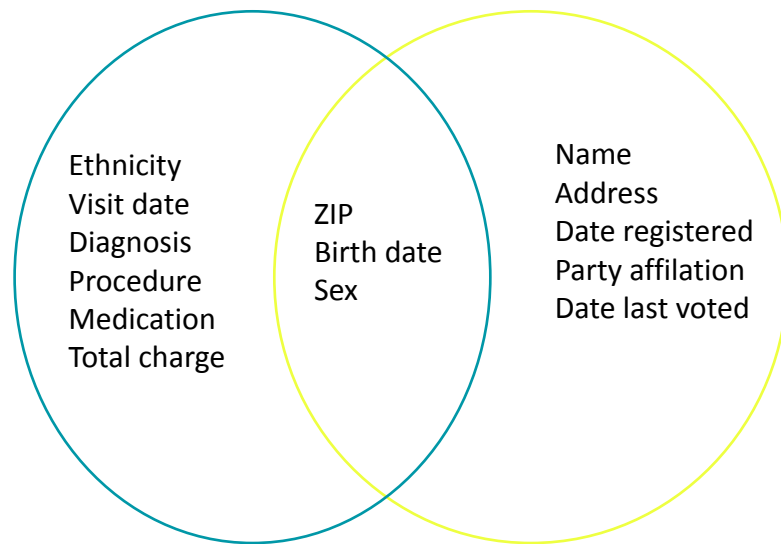 Ethnicity
Visit date
Diagnosis
Procedure
Medication
Total charge
ZIP
Birth date
Sex
Name
Address
Date registered
Party affilation
Date last voted